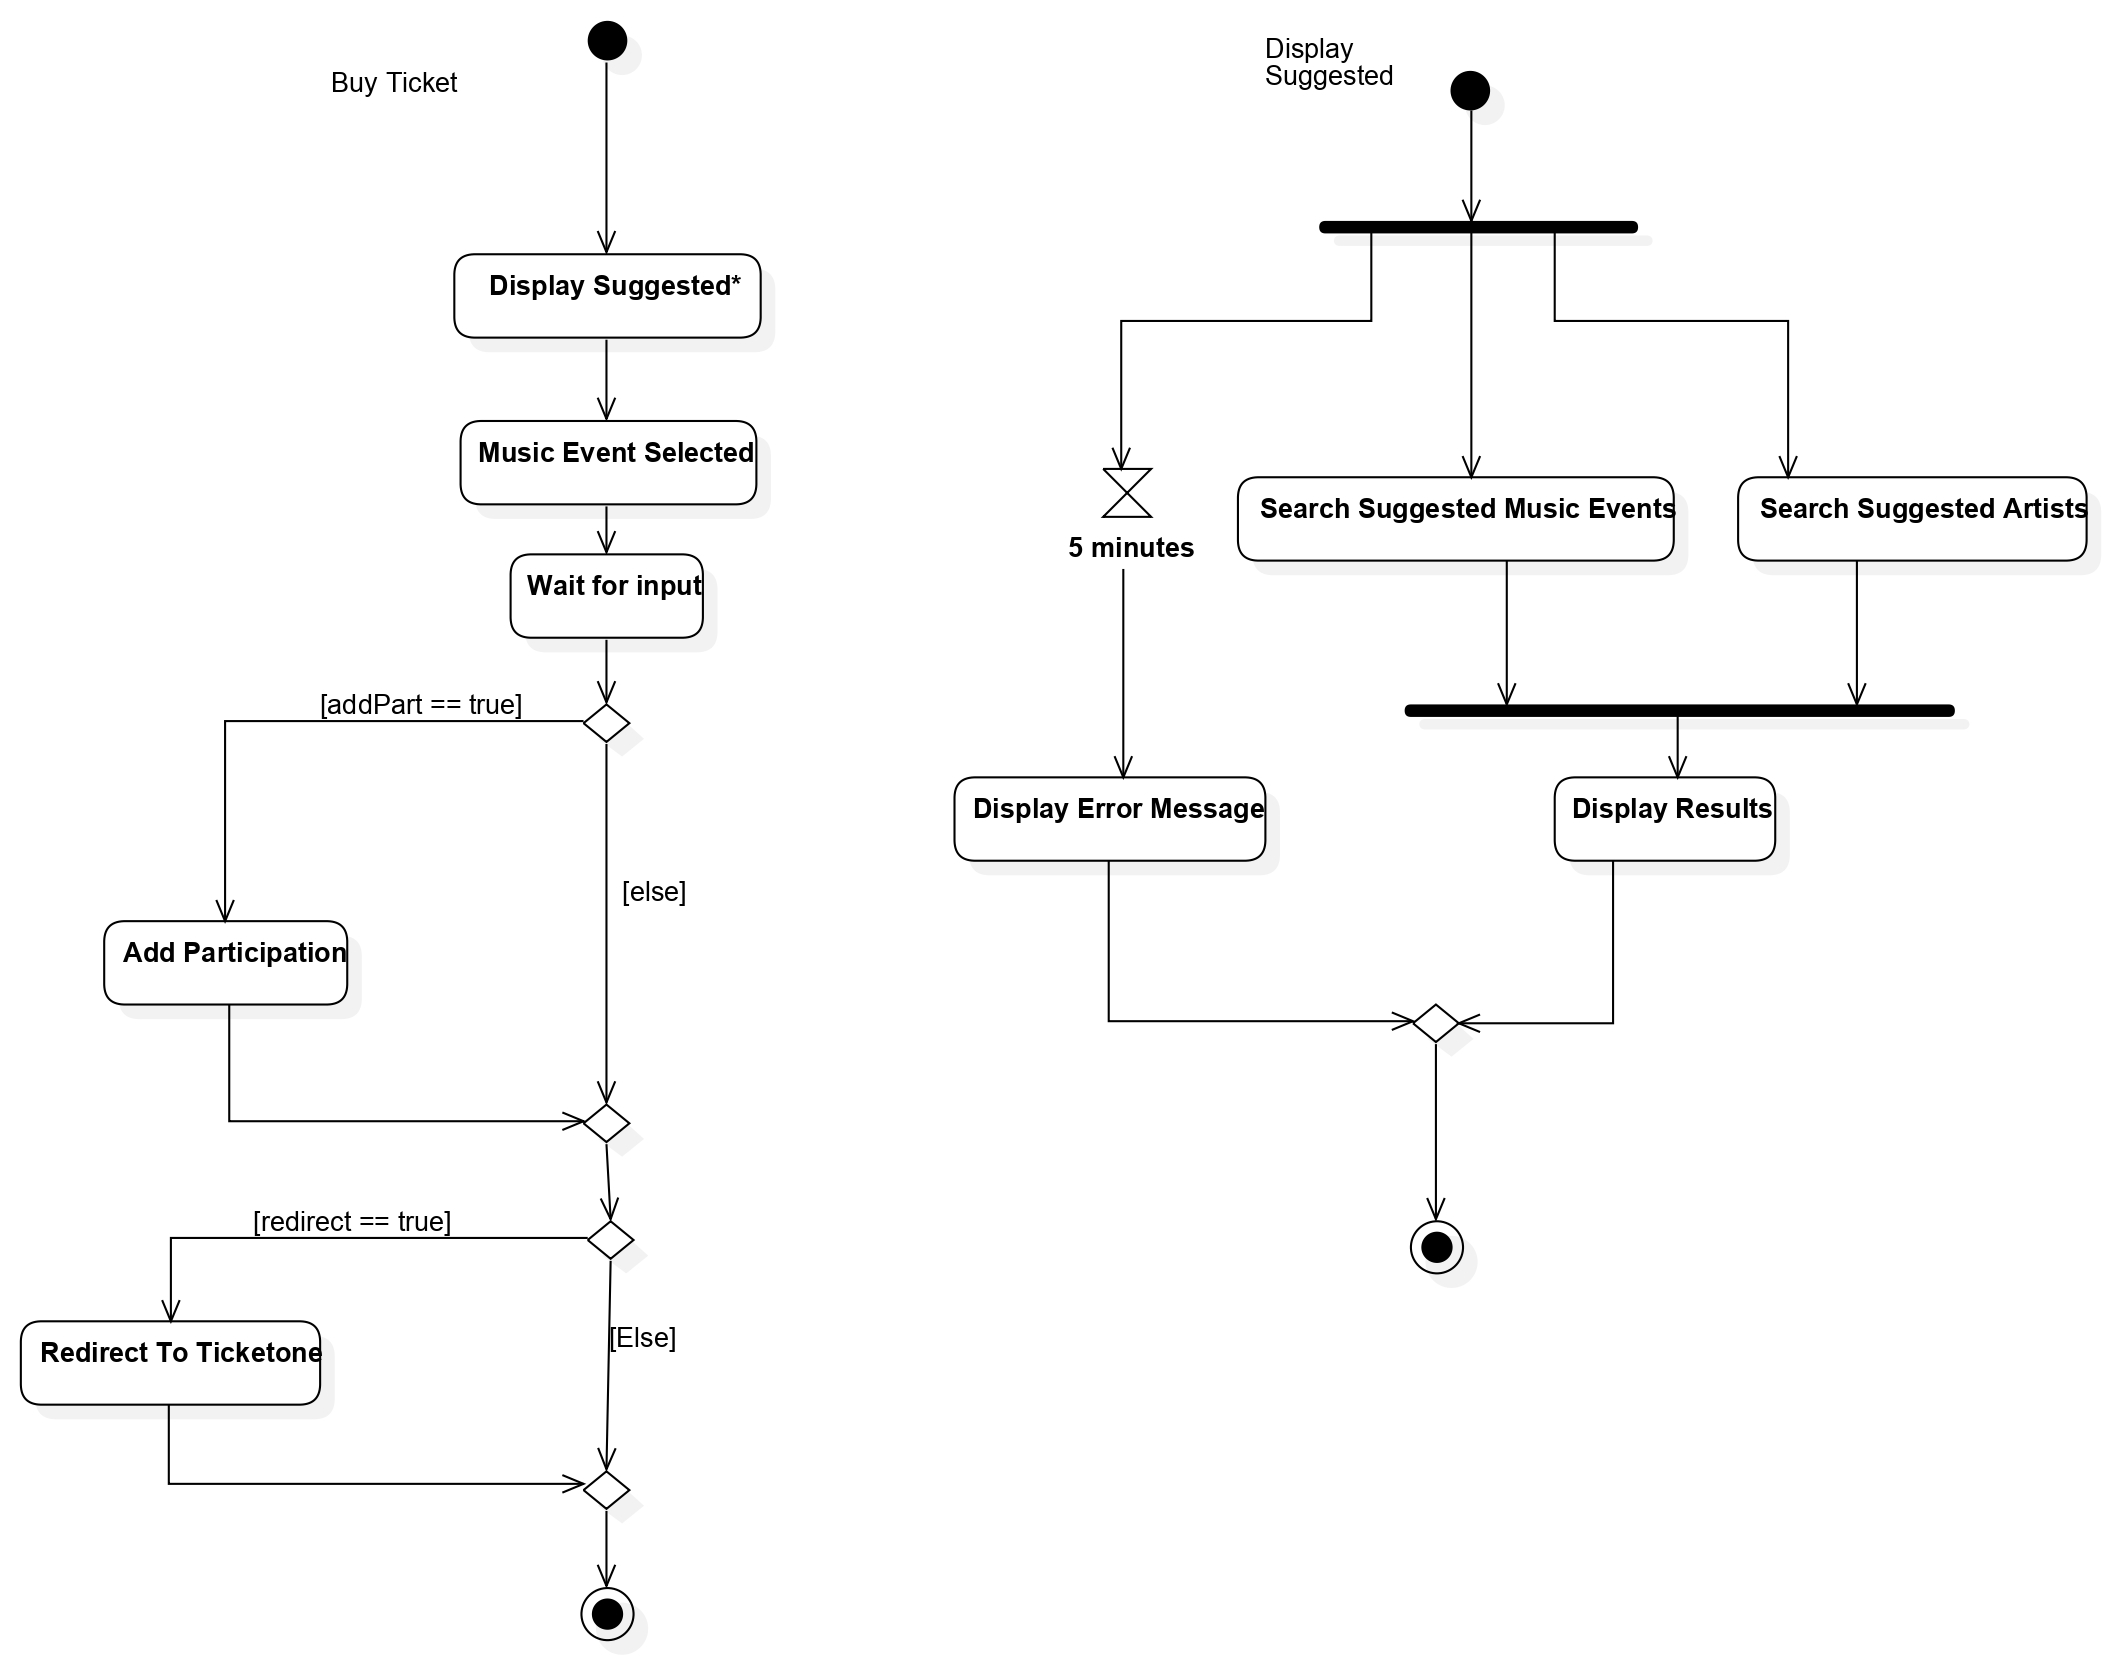 Buy Ticket
Display Suggested*
Music Event Selected
Wait for input
[addPart == true]
[else]
Add Participation
[redirect == true]
[Else]
Redirect To Ticketone
Display
Suggested
5 minutes
Search Suggested Music Events
Search Suggested Artists
Display Error Message
Display Results